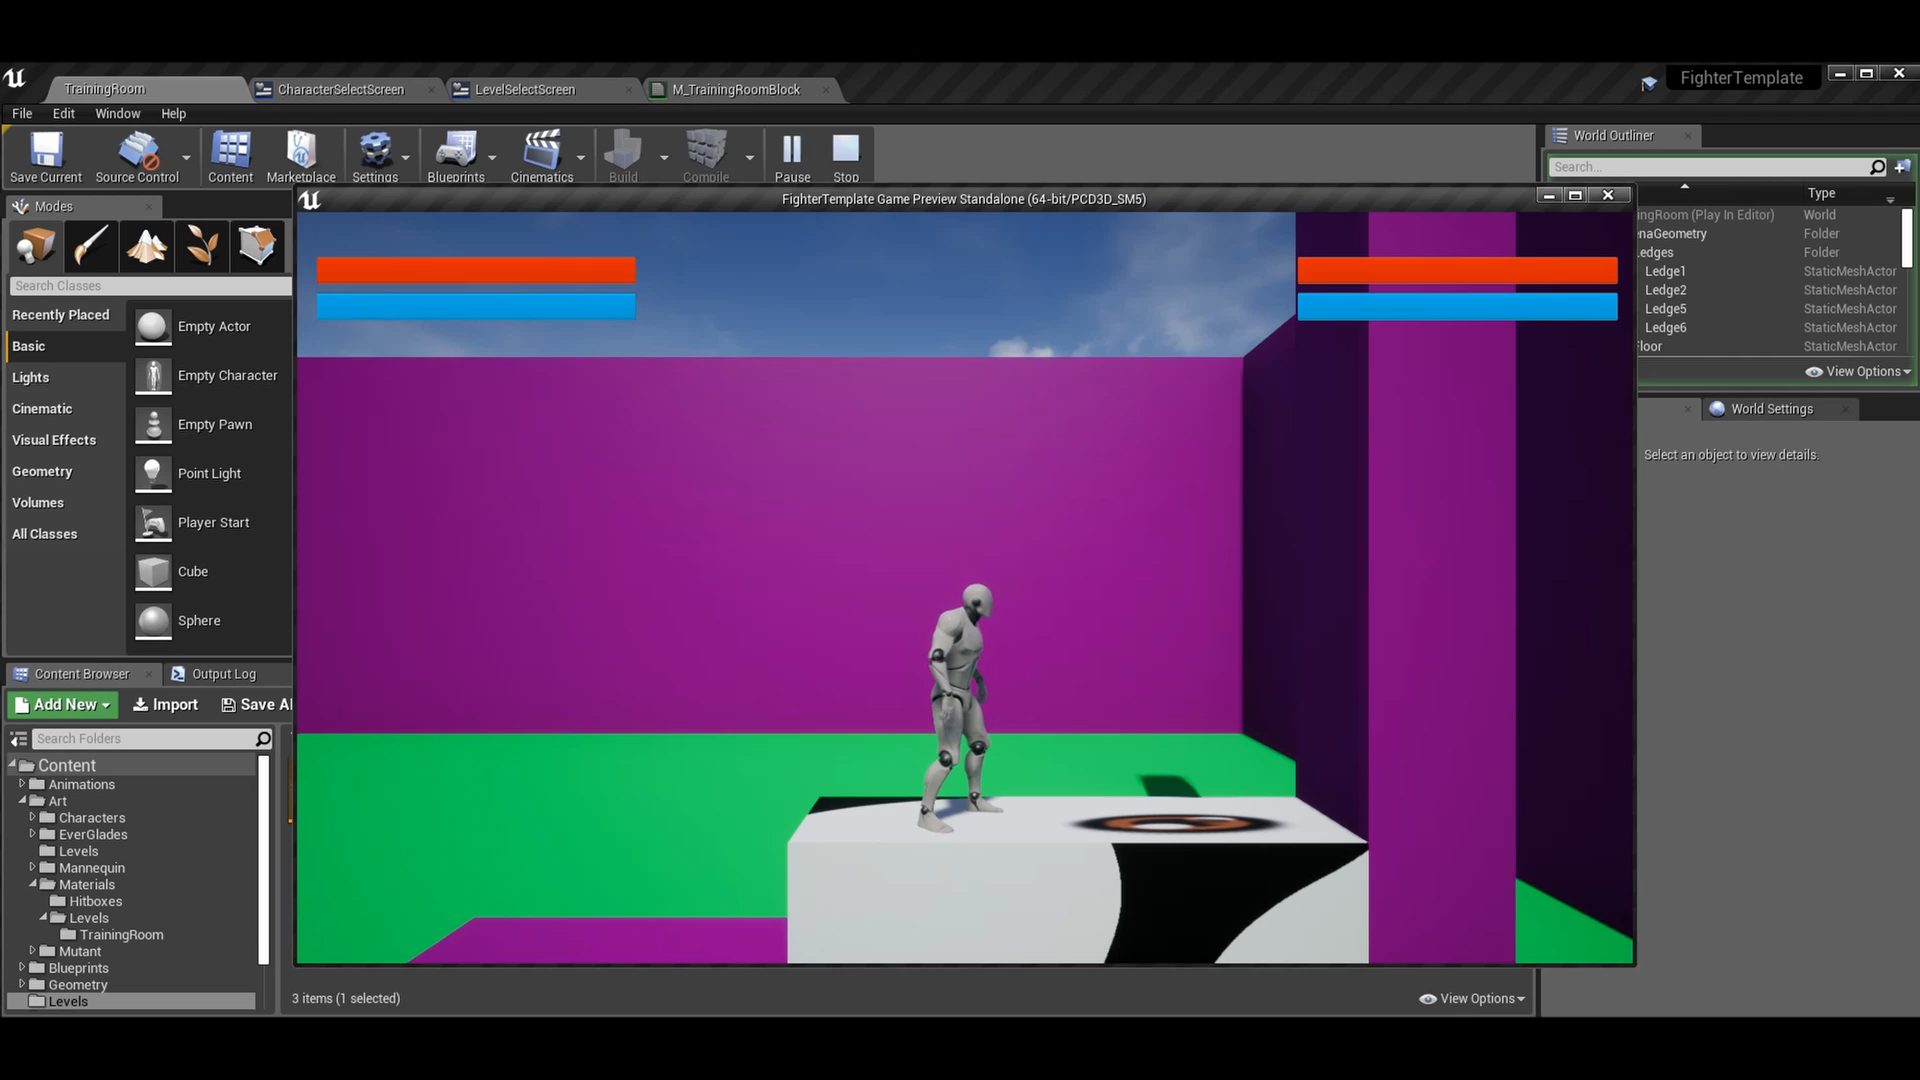 TrainingRoom
CharacterSelectScreen
LevelSelectScreen
M_TrainingRoomBlock
FighterTemplate
File Edit Window Help
Save Current
Source Control
Content
Marketplace
Settings
Blueprints
Cinematics
Build
Compile
Pause
Stop
World Outliner
Search...
Modes
FighterTemplate Game Preview Standalone (64-bit/PCD3D_SM5)
Type
ingRoom (Play In Editor) World
enaGeometry Folder
edges Folder
Ledge1 StaticMeshActor
Ledge2 StaticMeshActor
Ledge5 StaticMeshActor
Ledge6 StaticMeshActor
loor StaticMeshActor
View Options
World Settings
Select an object to view details.
Search Classes
Recently Placed
Basic
Lights
Cinematic
Visual Effects
Geometry
Volumes
All Classes
Empty Actor
Empty Character
Empty Pawn
Point Light
Player Start
Cube
Sphere
Content Browser
Output Log
Add New
Import
Save Al
Search Folders
Content
Animations
Art
Characters
EverGlades
Levels
Mannequin
Materials
Hitboxes
Levels
TrainingRoom
Mutant
Blueprints
Geometry
Levels
3 items (1 selected)
View Options